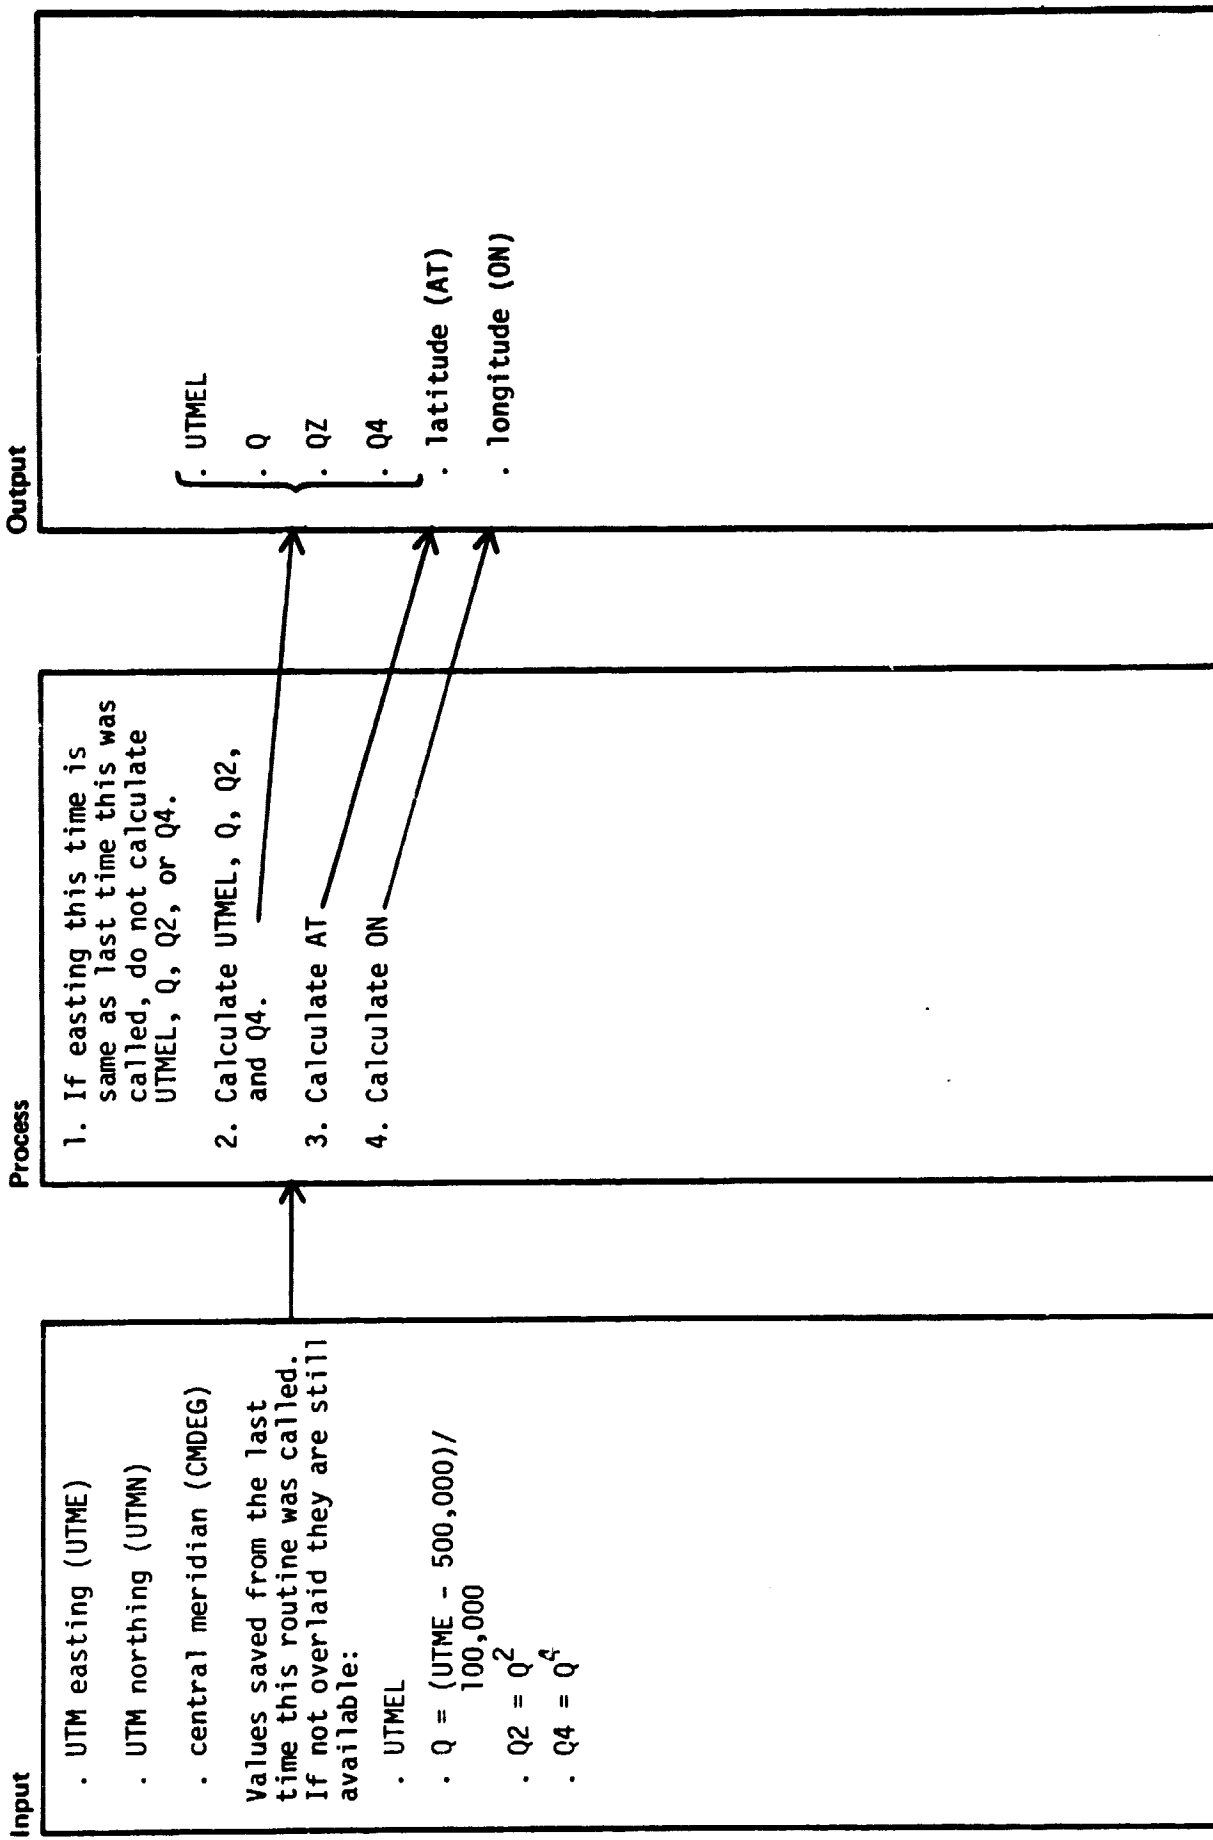 Input
. UTM easting (UTME)
. UTM northing (UTMN)
. central meridian (CMDEG)
Values saved from the last
time this routine was called.
If not overlaid they are still
available:
. UTMEL
. Q = (UTME - 500,000)/
100,000
. Q2 = Q²
. Q4 = Q⁴
Process
1. If easting this time is
same as last time this was
called, do not calculate
UTMEL, Q, Q2, or Q4.
2. Calculate UTMEL, Q, Q2,
and Q4.
3. Calculate AT
4. Calculate ON
Output
. UTMEL
. Q
. QZ
. Q4
. latitude (AT)
. longitude (ON)